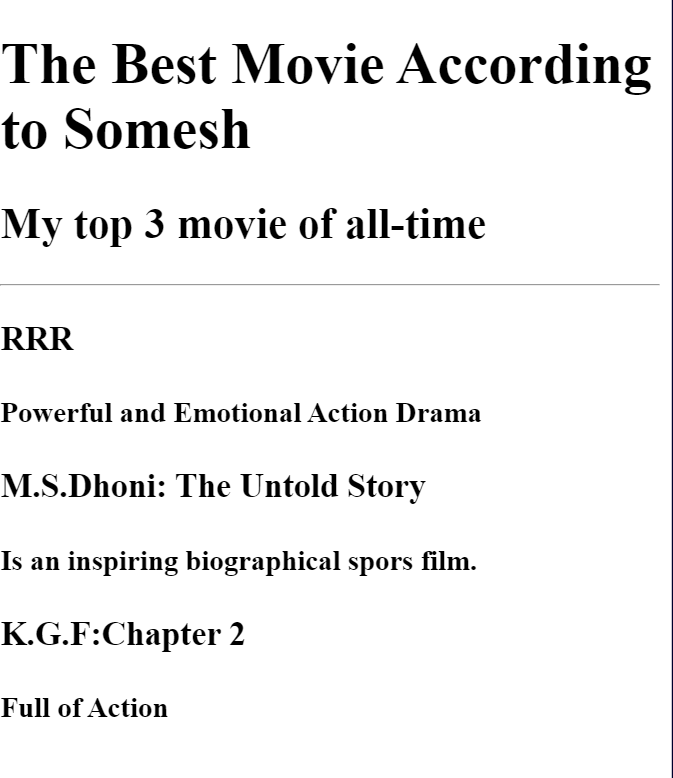 The Best Movie According
to Somesh
My top 3 movie of all-time
RRR
Powerful and Emotional Action Drama
M.S.Dhoni: The Untold Story
Is an inspiring biographical spors film.
K.G.F:Chapter 2
Full of Action